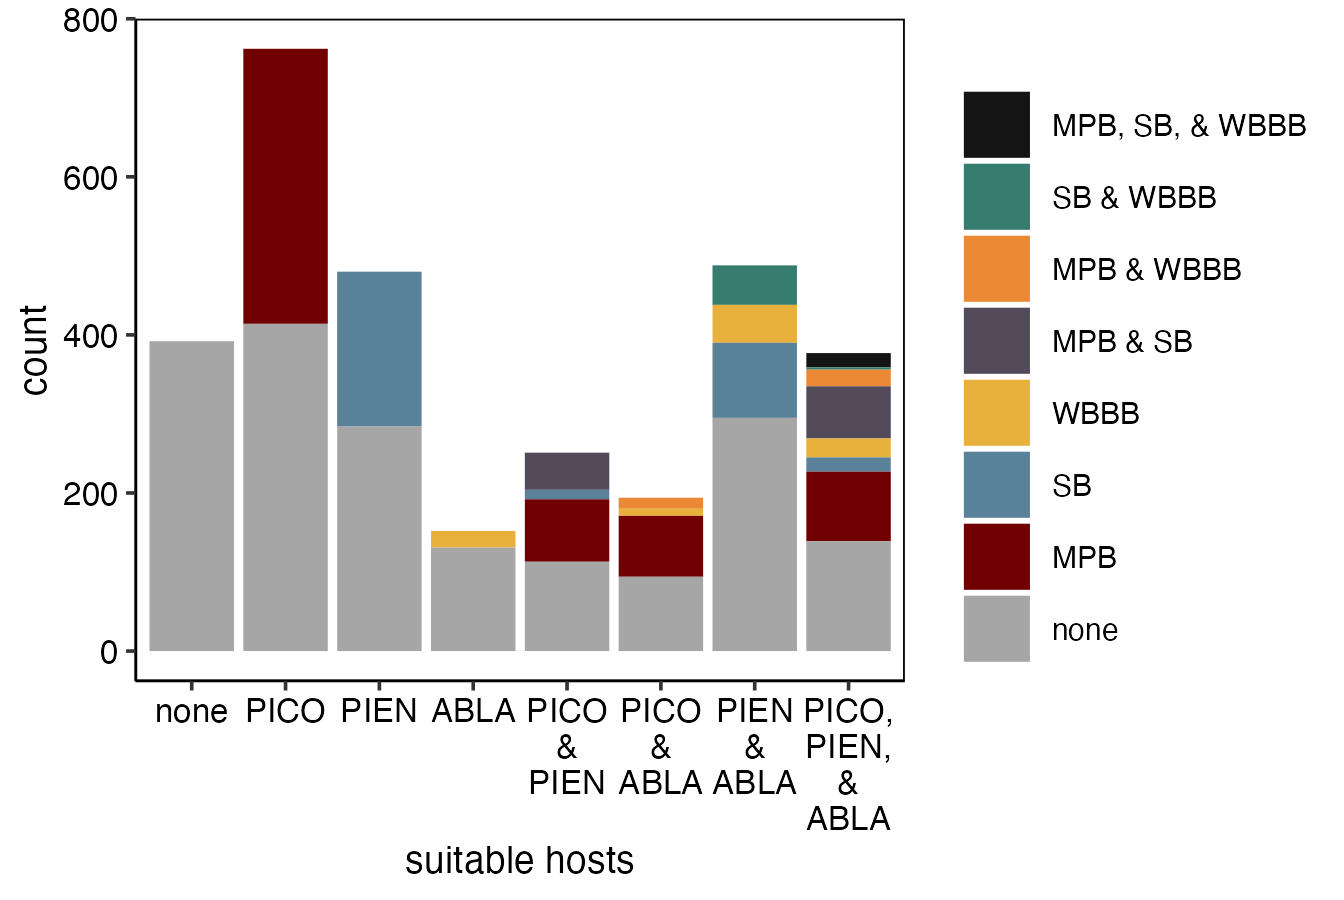 800
600
400
200
0
count
none
PICO
PIEN
ABLA
PICO
&
PIEN
PICO
&
ABLA
PIEN
&
ABLA
PICO,
PIEN,
&
ABLA
suitable hosts
MPB, SB, & WBBB
SB & WBBB
MPB & WBBB
MPB & SB
WBBB
SB
MPB
none